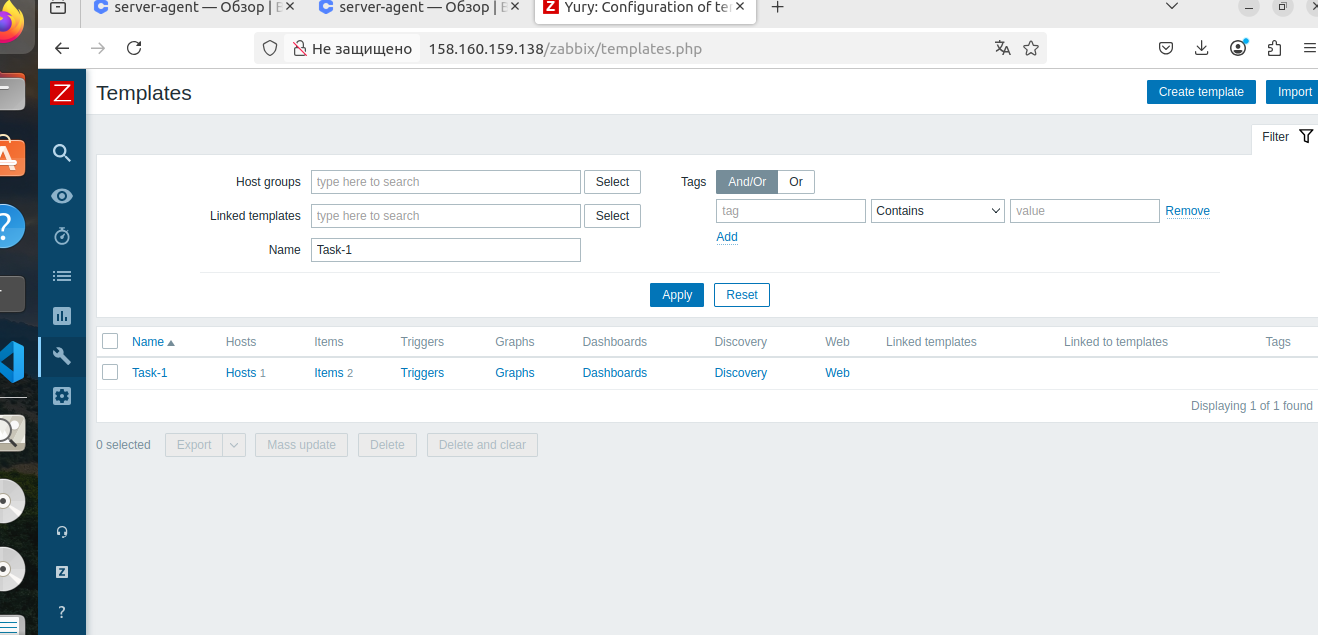 server-agent — Обзор | server-agent — Обзор | Yury: Configuration of te
Не защищено 158.160.159.138/zabbix/templates.php
Z Templates Create template Import
Filter
Host groups type here to search Select Tags And/Or Or
Linked templates type here to search Select tag Contains value Remove
Add
Name Task-1
Apply Reset
Name Hosts Items Triggers Graphs Dashboards Discovery Web Linked templates Linked to templates Tags
Task-1 Hosts 1 Items 2 Triggers Graphs Dashboards Discovery Web
Displaying 1 of 1 found
0 selected Export Mass update Delete Delete and clear